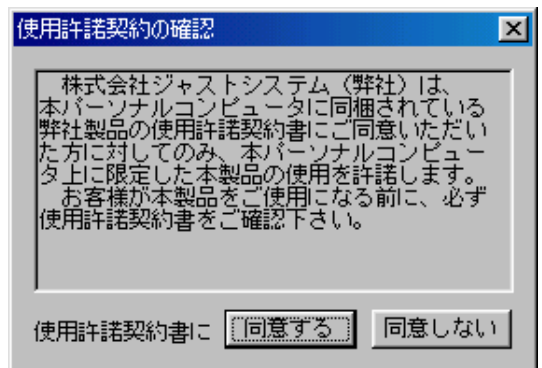 使用許諾契約の確認
株式会社ジャストシステム（弊社）は、
本パーソナルコンピュータに同梱されている
弊社製品の使用許諾契約書にご同意いただい
た方に対してのみ、本パーソナルコンピュー
タ上に限定した本製品の使用を許諾します。
お客様が本製品をご使用になる前に、必ず
使用許諾契約書をご確認下さい。
使用許諾契約書に 同意する 同意しない